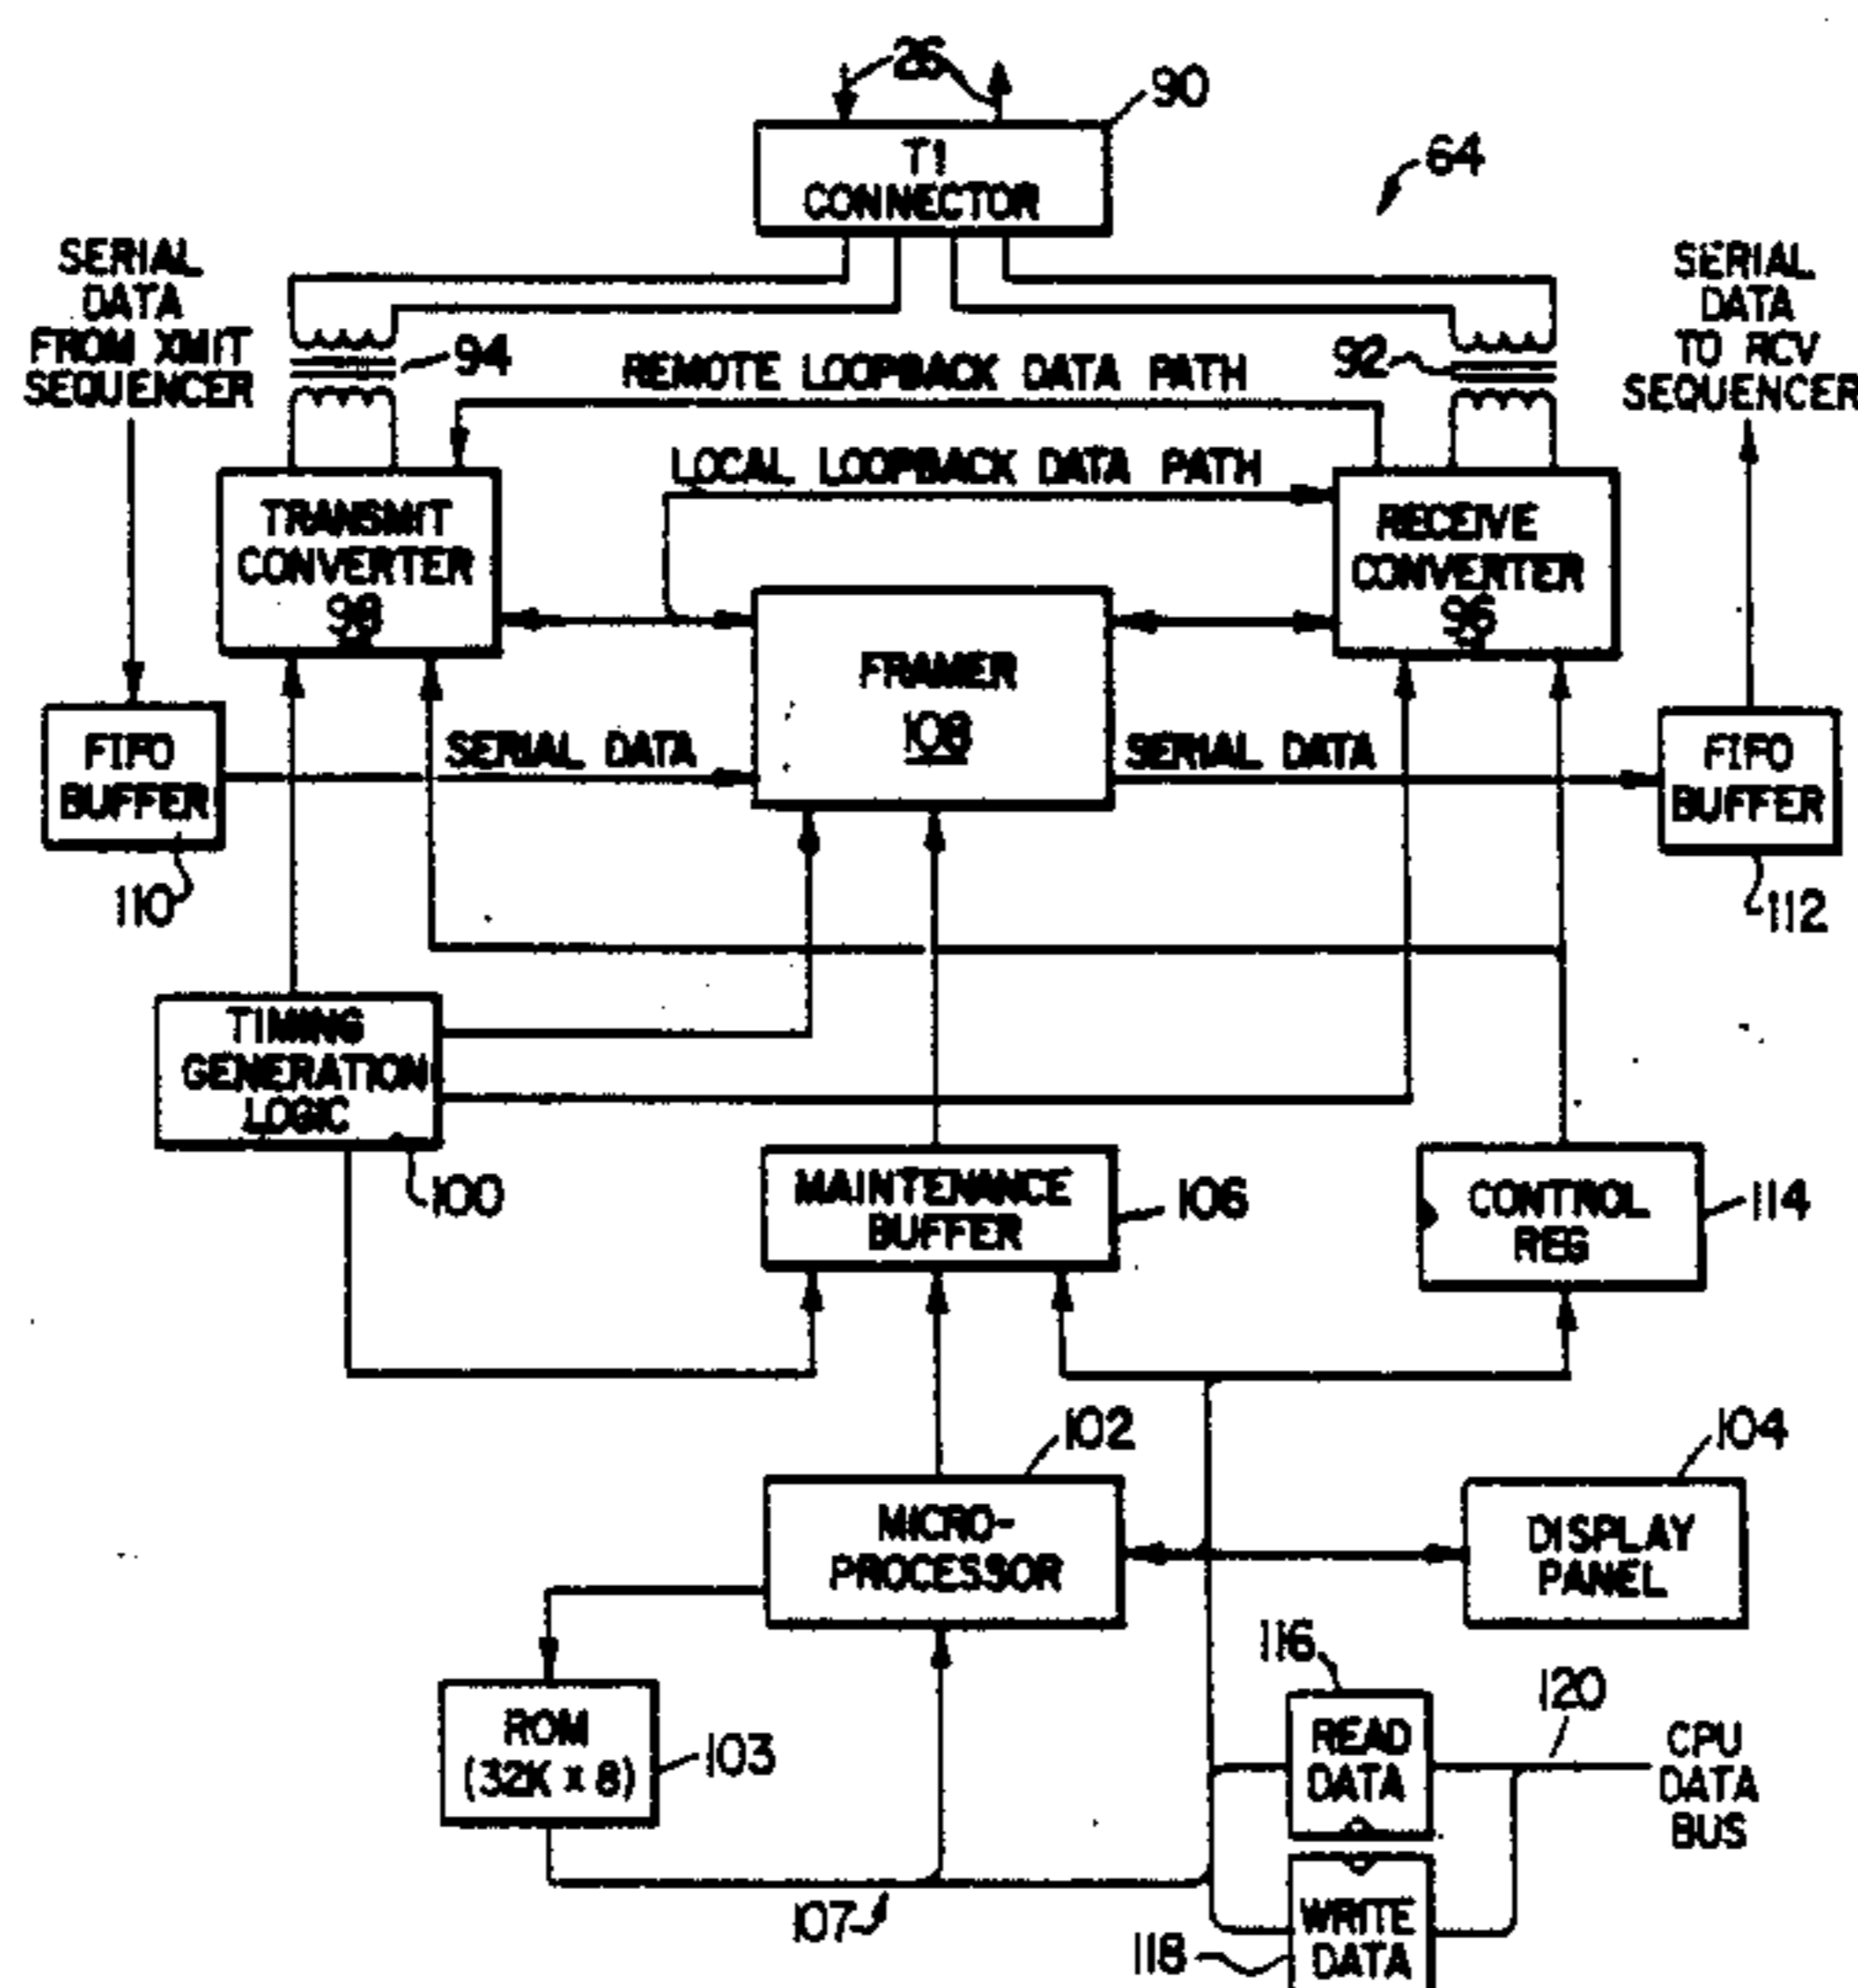 26
90
T1
CONNECTOR
64
SERIAL
DATA
FROM XMIT
SEQUENCER
94
REMOTE LOOPBACK DATA PATH
92
SERIAL
DATA
TO RCV
SEQUENCER
LOCAL LOOPBACK DATA PATH
TRANSMIT
CONVERTER
98
RECEIVE
CONVERTER
96
FRAMER
108
FIFO
BUFFER
110
SERIAL DATA
SERIAL DATA
FIFO
BUFFER
112
TIMING
GENERATION
LOGIC
100
MAINTENANCE
BUFFER
106
CONTROL
REG
114
102
MICRO-
PROCESSOR
104
DISPLAY
PANEL
ROM
(32K x 8)
103
107
116
READ
DATA
120
CPU
DATA
BUS
118
WRITE
DATA